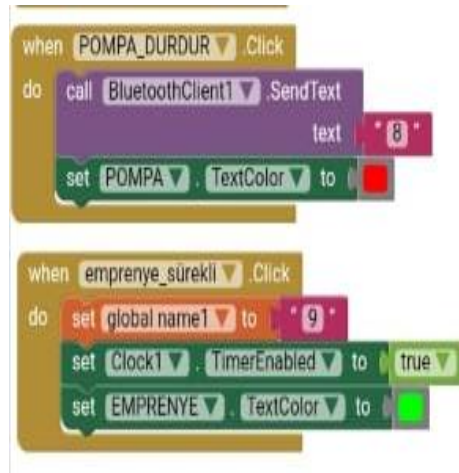 when POMPA_DURDUR .Click
do call BluetoothClient1 .SendText
text "8"
set POMPA . TextColor to
when emprenye_sürekli .Click
do set global name1 to "9"
set Clock1 . TimerEnabled to true
set EMPRENYE . TextColor to